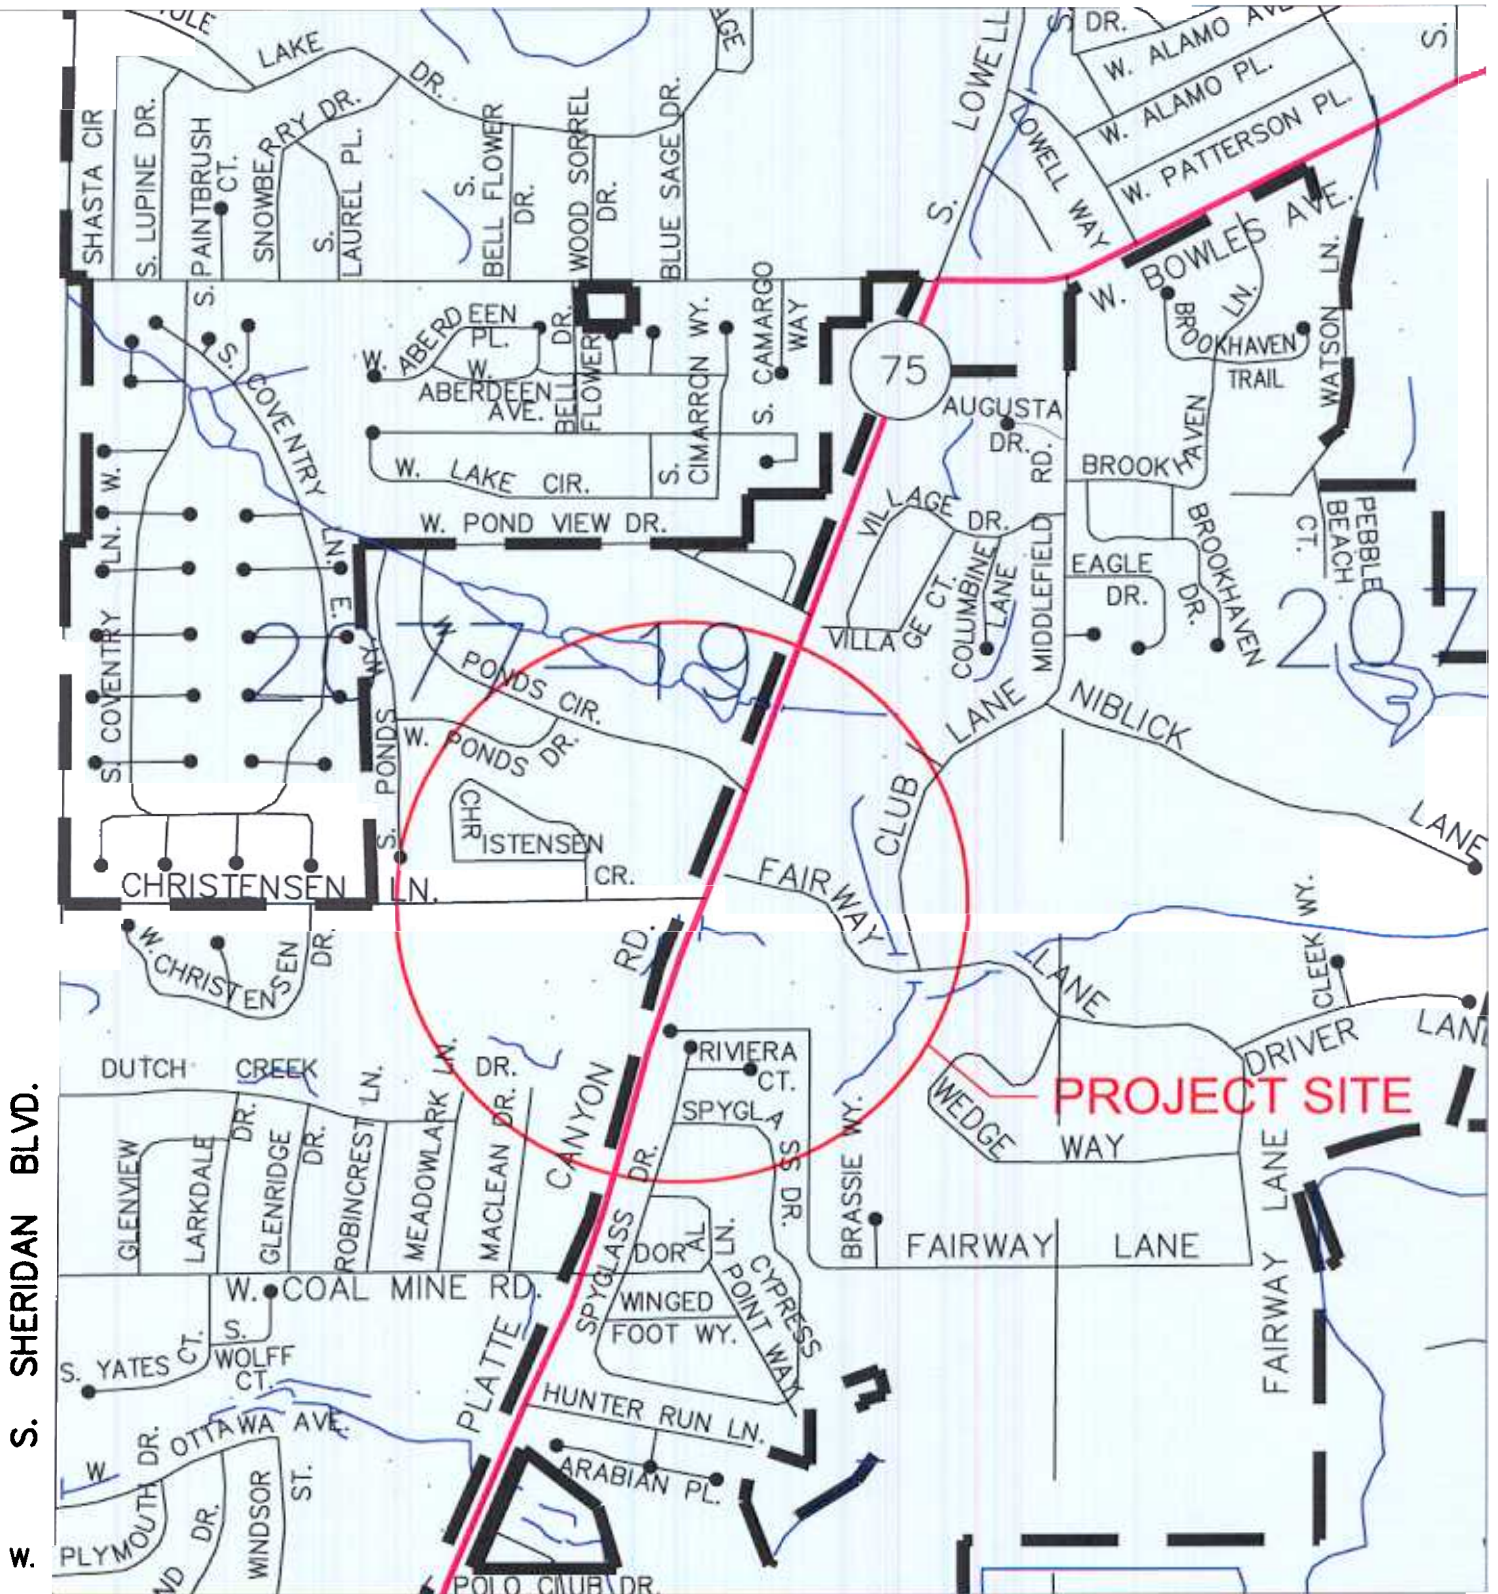 LAKE
DR.
AGE
LOWELL
S.
DR.
W. ALAMO AVE
S.
W. ALAMO PL.
W. PATTERSON PL.
SHASTA CIR
S. LUPINE DR.
S. PAINTBRUSH CT.
SNOWBERRY DR.
S. LAUREL PL.
S. BELL FLOWER DR.
WOOD SORREL DR.
BLUE SAGE DR.
S.
LOWELL WAY
W. BOWLES AVE.
BROOKHAVEN LN.
BROOKHAVEN
TRAIL
WATSON LN.
S. COVENTRY
LN. E.
W. ABERDEEN
PL.
W.
ABERDEEN
AVE.
BELL FLOWER DR.
S. CIMARRON WY.
S. CAMARGO WAY
75
AUGUSTA
DR.
W. LAKE CIR.
W. POND VIEW DR.
BROOKHAVEN
BROOKHAVEN DR.
VILLAGE DR.
VILLAGE CT.
COLUMBINE LANE
MIDDLEFIELD RD.
EAGLE
DR.
PEBBLE BEACH CT.
S. COVENTRY LN. W.
2077-19
207
W. PONDS CIR.
W. PONDS DR.
S. PONDS WY
CLUB LANE
NIBLICK
LANE
CHRISTENSEN
CR.
CHRISTENSEN LN.
FAIRWAY
LANE
W. CHRISTENSEN DR.
RD.
CLEEK WY.
DRIVER LANE
DUTCH CREEK DR.
RIVIERA
CT.
SPYGLASS DR.
PROJECT SITE
WEDGE
WAY
GLENVIEW
LARKDALE DR.
GLENRIDGE DR.
ROBINCREST LN.
MEADOWLARK LN.
MACLEAN DR.
CANYON
SPYGLASS DR.
BRASSIE WY.
FAIRWAY LANE
FAIRWAY LANE
DORAL LN.
CYPRESS
POINT WAY
W. COAL MINE RD.
WINGED
FOOT WY.
S. YATES CT.
S.
WOLFF
CT.
PLATTE
HUNTER RUN LN.
ARABIAN PL.
W OTTAWA AVE.
PLYMOUTH DR.
DR.
WINDSOR ST.
POLO CLUB DR.
W. S. SHERIDAN BLVD.